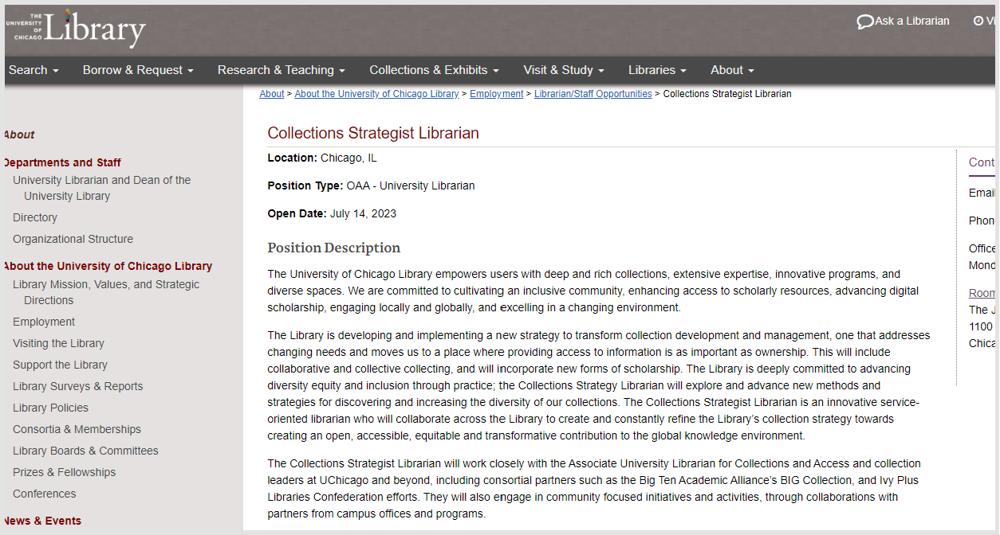 THE
UNIVERSITY
OF
CHICAGO
Library
Ask a Librarian
Search
Borrow & Request
Research & Teaching
Collections & Exhibits
Visit & Study
Libraries
About
About > About the University of Chicago Library > Employment > Librarian/Staff Opportunities > Collections Strategist Librarian
About
Departments and Staff
University Librarian and Dean of the
University Library
Directory
Organizational Structure
About the University of Chicago Library
Library Mission, Values, and Strategic
Directions
Employment
Visiting the Library
Support the Library
Library Surveys & Reports
Library Policies
Consortia & Memberships
Library Boards & Committees
Prizes & Fellowships
Conferences
News & Events
Collections Strategist Librarian
Location: Chicago, IL
Position Type: OAA - University Librarian
Open Date: July 14, 2023
Position Description
The University of Chicago Library empowers users with deep and rich collections, extensive expertise, innovative programs, and
diverse spaces. We are committed to cultivating an inclusive community, enhancing access to scholarly resources, advancing digital
scholarship, engaging locally and globally, and excelling in a changing environment.
The Library is developing and implementing a new strategy to transform collection development and management, one that addresses
changing needs and moves us to a place where providing access to information is as important as ownership. This will include
collaborative and collective collecting, and will incorporate new forms of scholarship. The Library is deeply committed to advancing
diversity equity and inclusion through practice; the Collections Strategy Librarian will explore and advance new methods and
strategies for discovering and increasing the diversity of our collections. The Collections Strategist Librarian is an innovative service-
oriented librarian who will collaborate across the Library to create and constantly refine the Library's collection strategy towards
creating an open, accessible, equitable and transformative contribution to the global knowledge environment.
The Collections Strategist Librarian will work closely with the Associate University Librarian for Collections and Access and collection
leaders at UChicago and beyond, including consortial partners such as the Big Ten Academic Alliance's BIG Collection, and Ivy Plus
Libraries Confederation efforts. They will also engage in community focused initiatives and activities, through collaborations with
partners from campus offices and programs.
Cont
Email
Phon
Office
Mond
Room
The J
1100
Chica